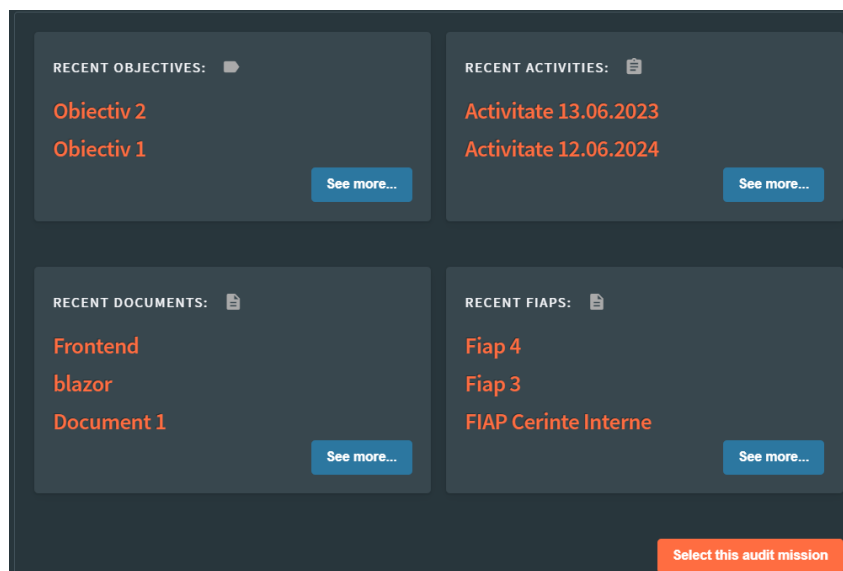 RECENT OBJECTIVES:
Obiectiv 2
Obiectiv 1
See more...
RECENT ACTIVITIES:
Activitate 13.06.2023
Activitate 12.06.2024
See more...
RECENT DOCUMENTS:
Frontend
blazor
Document 1
See more...
RECENT FIAPS:
Fiap 4
Fiap 3
FIAP Cerinte Interne
See more...
Select this audit mission